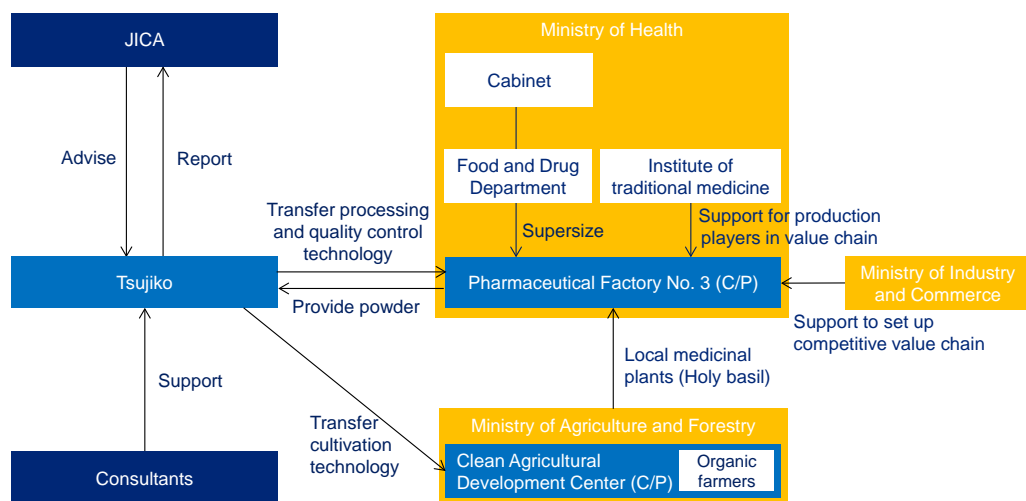 JICA
Ministry of Health
Cabinet
Advise
Report
Food and Drug
Department
Institute of
traditional medicine
Transfer processing
and quality control
technology
Supersize
Support for production
players in value chain
Tsujiko
Pharmaceutical Factory No. 3 (C/P)
Ministry of Industry
and Commerce
Provide powder
Support to set up
competitive value chain
Support
Local medicinal
plants (Holy basil)
Transfer
cultivation
technology
Ministry of Agriculture and Forestry
Consultants
Clean Agricultural
Development Center (C/P)
Organic
farmers